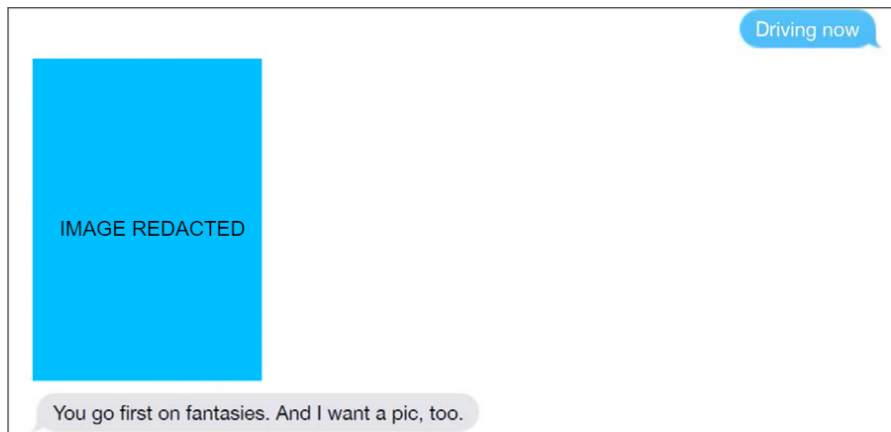 Driving now
IMAGE REDACTED
You go first on fantasies. And I want a pic, too.